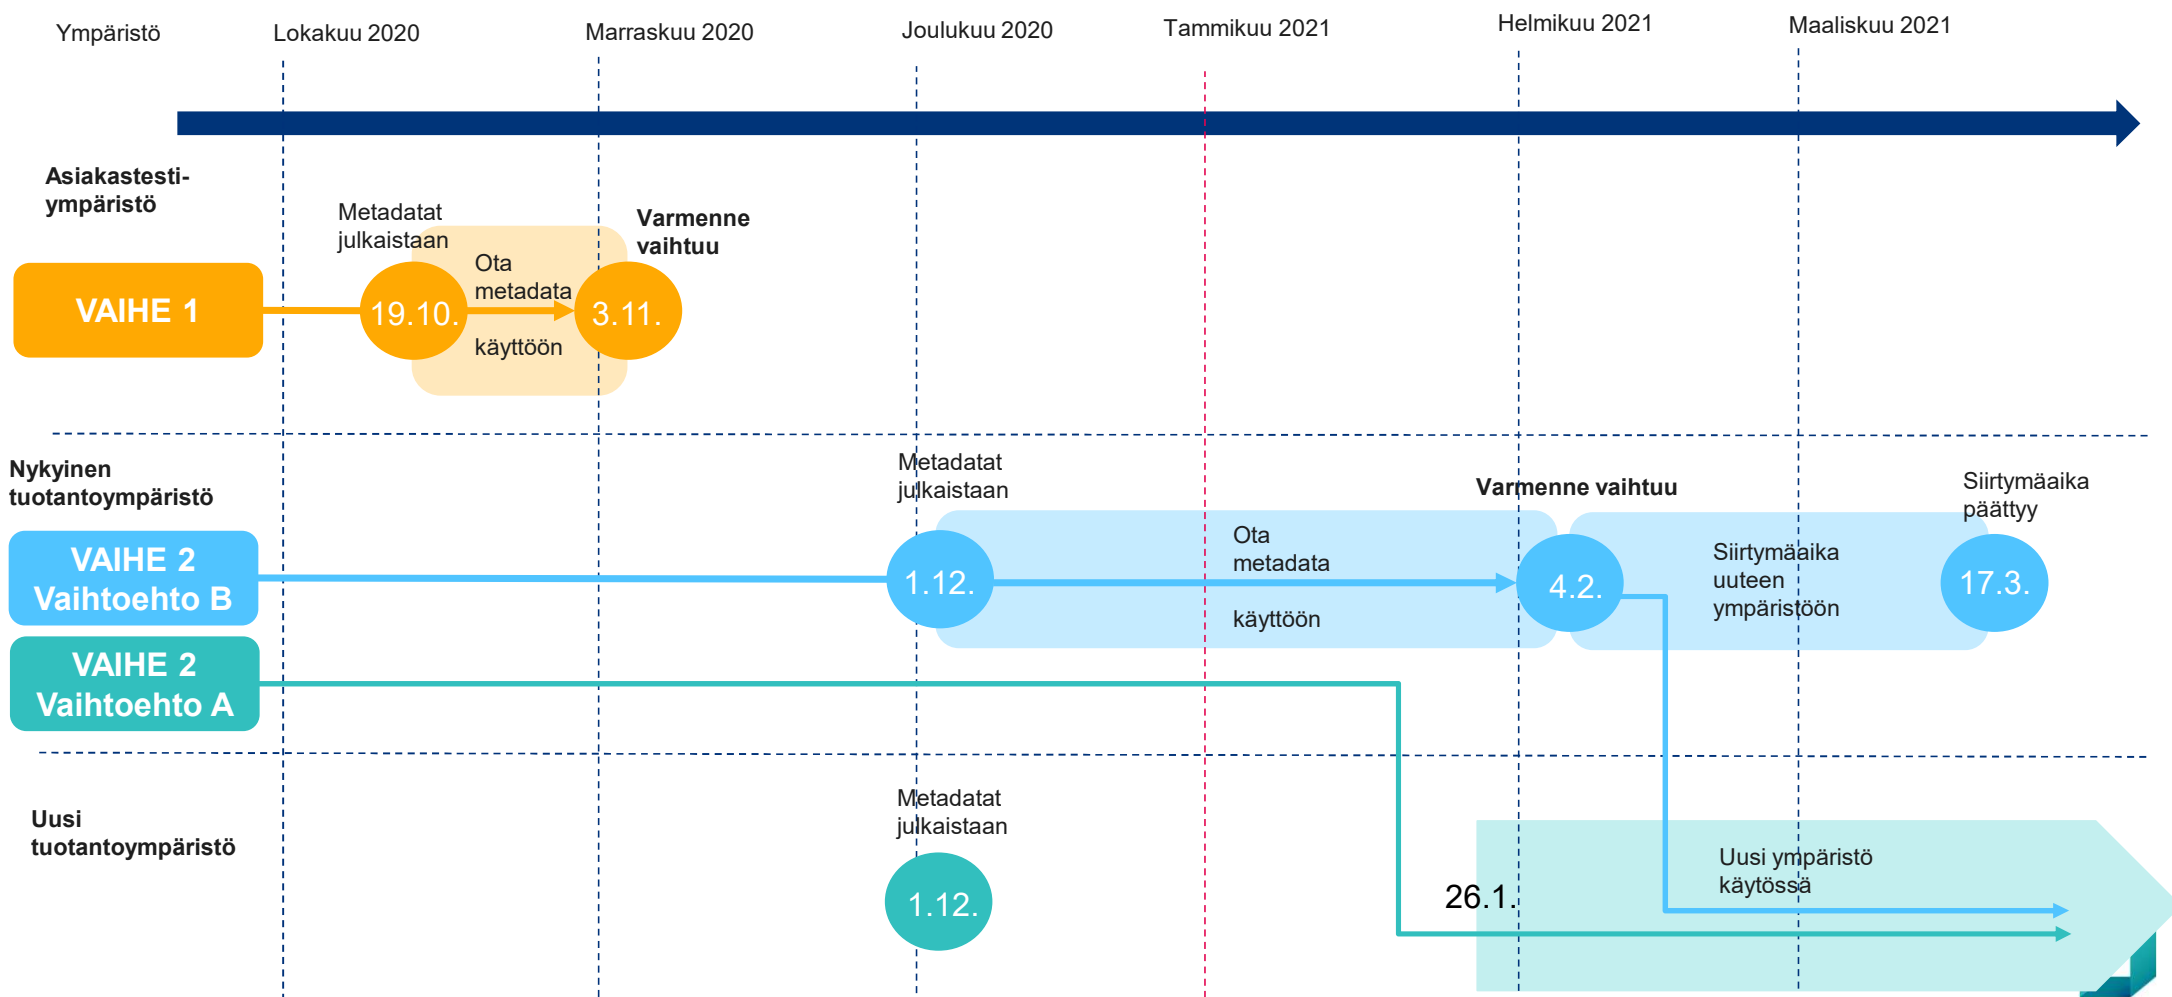 Ympäristö
Lokakuu 2020
Marraskuu 2020
Joulukuu 2020
Tammikuu 2021
Helmikuu 2021
Maaliskuu 2021
Asiakastesti-
ympäristö
Metadatat
julkaistaan
Varmenne
vaihtuu
Ota
metadata
käyttöön
VAIHE 1
19.10.
3.11.
Nykyinen
tuotantoympäristö
Metadatat
julkaistaan
Varmenne vaihtuu
Siirtymäaika
päättyy
VAIHE 2
Vaihtoehto B
1.12.
Ota
metadata
käyttöön
4.2.
Siirtymäaika
uuteen
ympäristöön
17.3.
VAIHE 2
Vaihtoehto A
Uusi
tuotantoympäristö
Metadatat
julkaistaan
1.12.
26.1.
Uusi ympäristö
käytössä